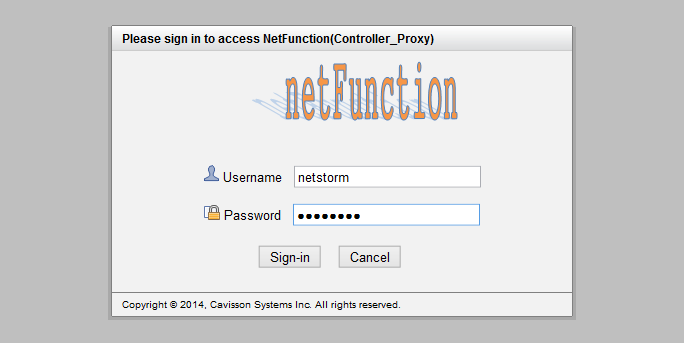 Please sign in to access NetFunction(Controller_Proxy)
netFunction
Username netstorm
Password ●●●●●●●●
Sign-in Cancel
Copyright © 2014, Cavisson Systems Inc. All rights reserved.